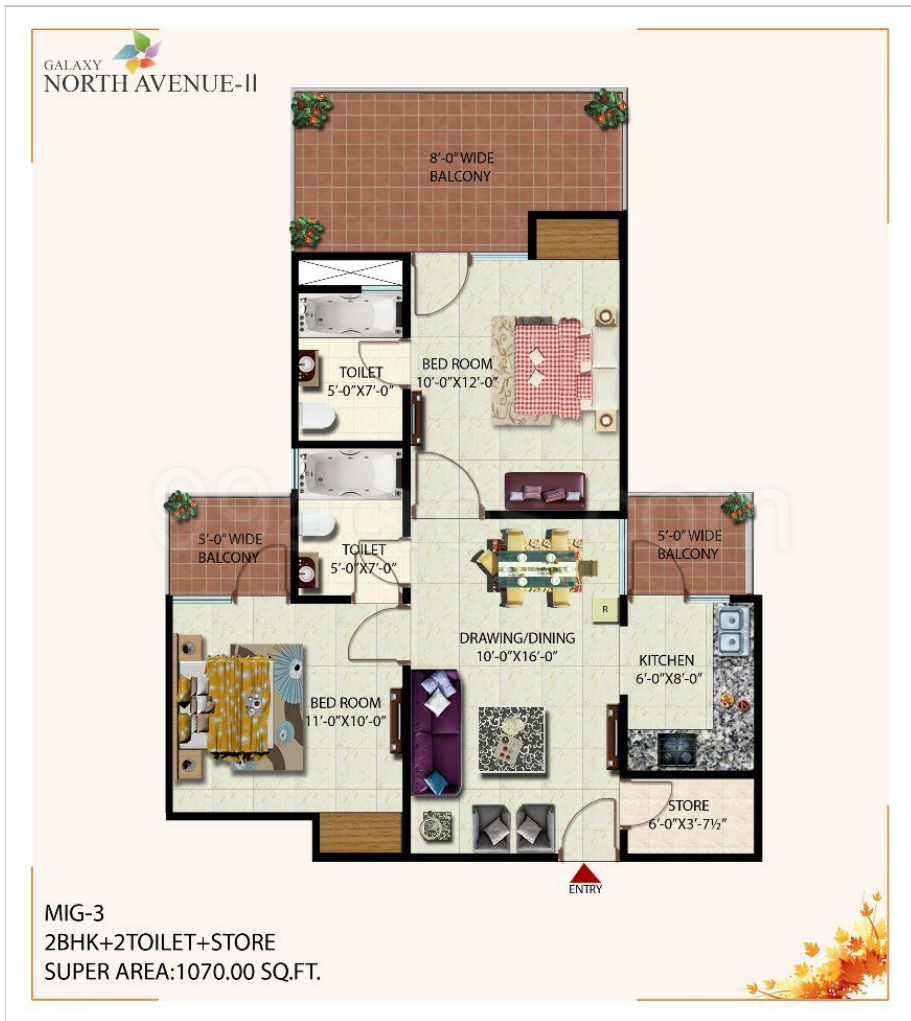 GALAXY
NORTH AVENUE-II
8'-0" WIDE
BALCONY
TOILET
5'-0"X7'-0"
BED ROOM
10'-0"X12'-0"
5'-0" WIDE
BALCONY
TOILET
5'-0"X7'-0"
5'-0" WIDE
BALCONY
R
DRAWING/DINING
10'-0"X16'-0"
KITCHEN
6'-0"X8'-0"
BED ROOM
11'-0"X10'-0"
STORE
6'-0"X3'-7½"
ENTRY
MIG-3
2BHK+2TOILET+STORE
SUPER AREA:1070.00 SQ.FT.